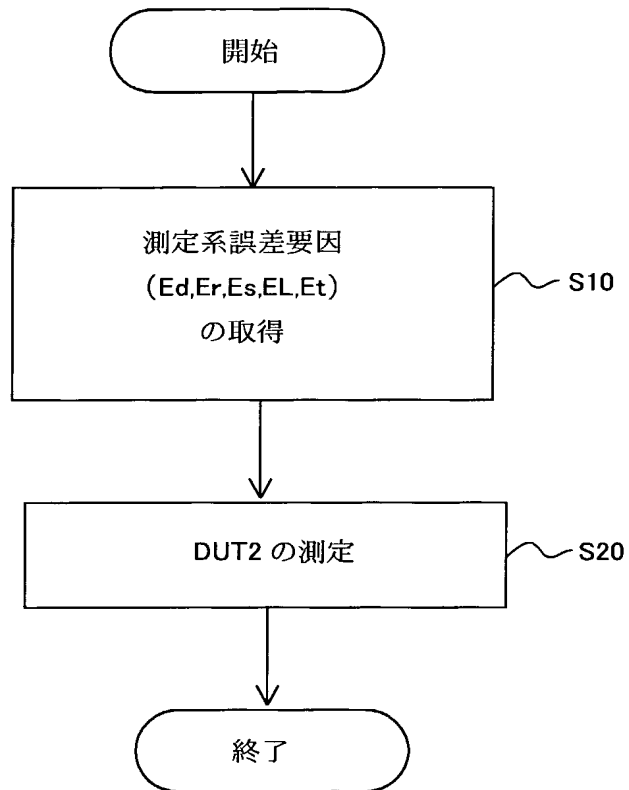 開始
測定系誤差要因
(Ed,Er,Es,EL,Et)
の取得
S10
DUT2 の測定
S20
終了